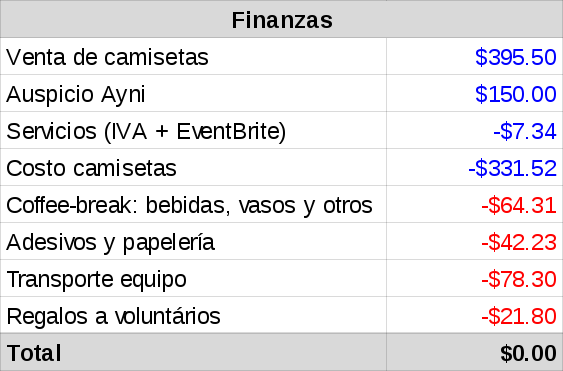 Finanzas
Venta de camisetas $395.50
Auspicio Ayni $150.00
Servicios (IVA + EventBrite) -$7.34
Costo camisetas -$331.52
Coffee-break: bebidas, vasos y otros -$64.31
Adesivos y papelería -$42.23
Transporte equipo -$78.30
Regalos a voluntários -$21.80
Total $0.00